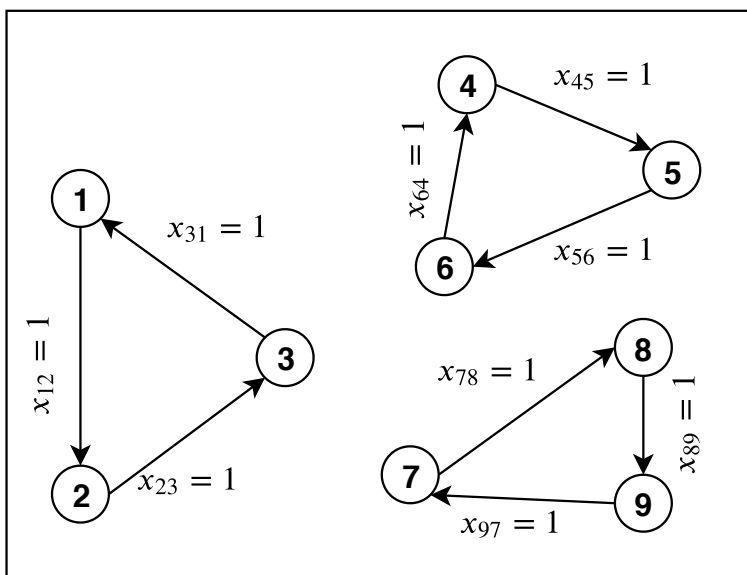 1
x₃₁ = 1
x₁₂ = 1
3
2
x₂₃ = 1
4
x₄₅ = 1
x₆₄ = 1
5
6
x₅₆ = 1
8
x₇₈ = 1
x₈₉ = 1
7
9
x₉₇ = 1